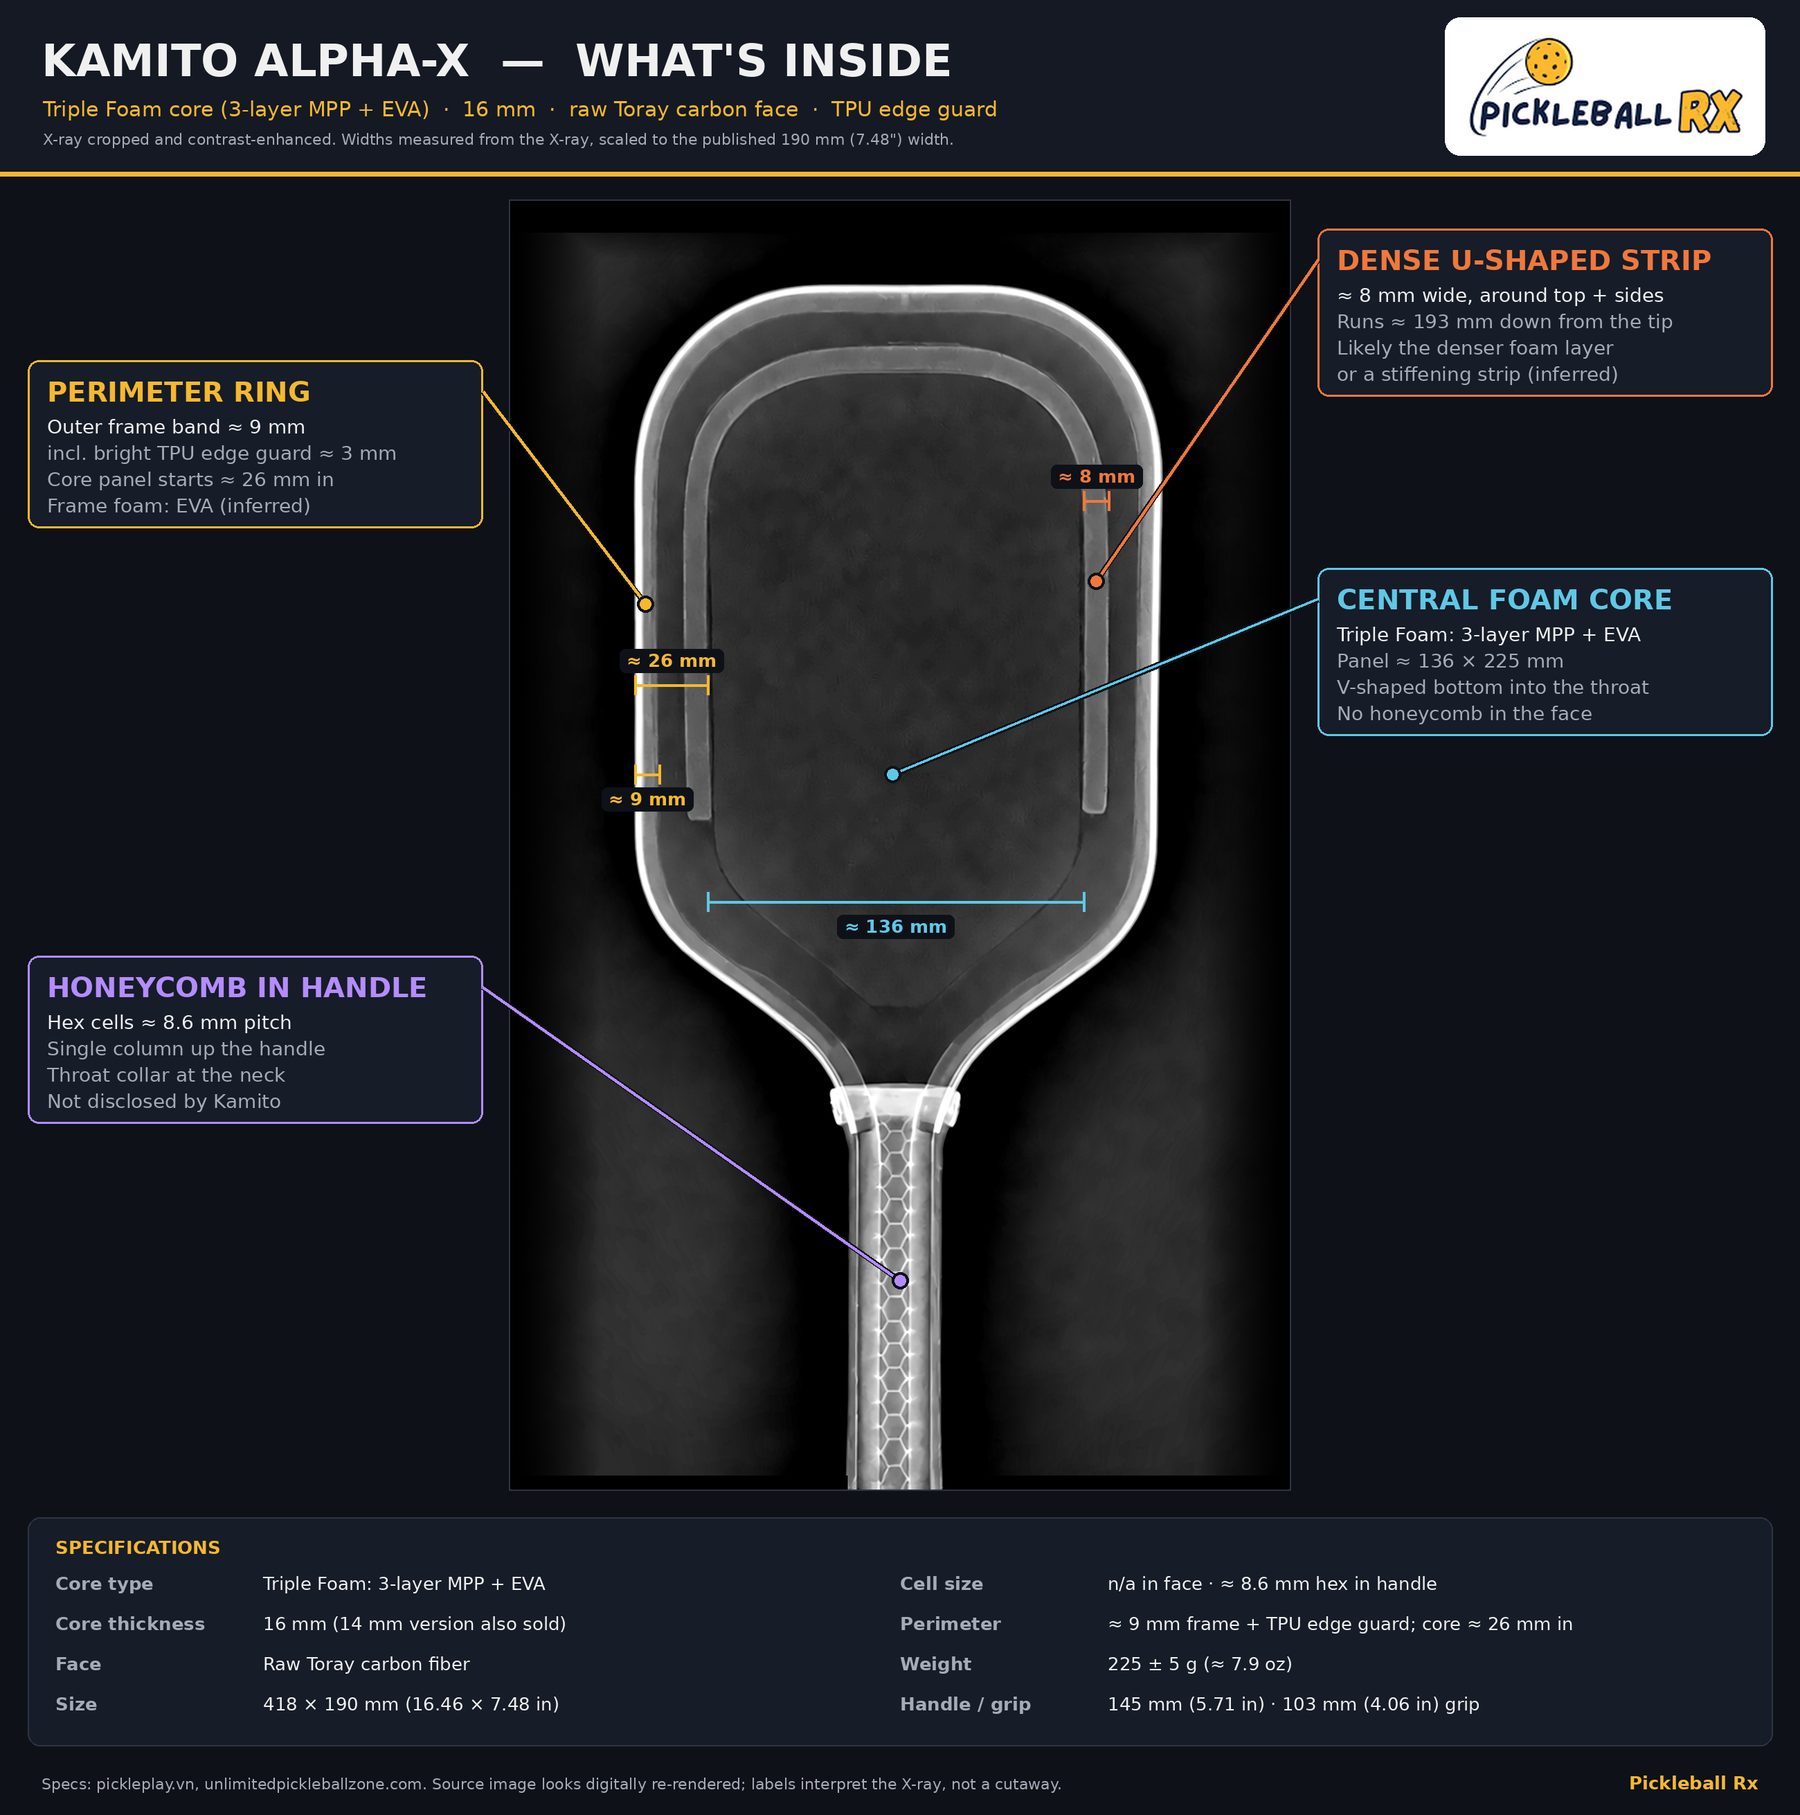 KAMITO ALPHA-X — WHAT'S INSIDE
Triple Foam core (3-layer MPP + EVA) · 16 mm · raw Toray carbon face · TPU edge guard
X-ray cropped and contrast-enhanced. Widths measured from the X-ray, scaled to the published 190 mm (7.48") width.
PICKLEBALL RX
DENSE U-SHAPED STRIP
≈ 8 mm wide, around top + sides
Runs ≈ 193 mm down from the tip
Likely the denser foam layer
or a stiffening strip (inferred)
PERIMETER RING
Outer frame band ≈ 9 mm
incl. bright TPU edge guard ≈ 3 mm
Core panel starts ≈ 26 mm in
Frame foam: EVA (inferred)
≈ 8 mm
CENTRAL FOAM CORE
Triple Foam: 3-layer MPP + EVA
Panel ≈ 136 × 225 mm
V-shaped bottom into the throat
No honeycomb in the face
≈ 26 mm
≈ 9 mm
≈ 136 mm
HONEYCOMB IN HANDLE
Hex cells ≈ 8.6 mm pitch
Single column up the handle
Throat collar at the neck
Not disclosed by Kamito
SPECIFICATIONS
Core type Triple Foam: 3-layer MPP + EVA
Core thickness 16 mm (14 mm version also sold)
Face Raw Toray carbon fiber
Size 418 × 190 mm (16.46 × 7.48 in)
Cell size n/a in face · ≈ 8.6 mm hex in handle
Perimeter ≈ 9 mm frame + TPU edge guard; core ≈ 26 mm in
Weight 225 ± 5 g (≈ 7.9 oz)
Handle / grip 145 mm (5.71 in) · 103 mm (4.06 in) grip
Specs: pickleplay.vn, unlimitedpickleballzone.com. Source image looks digitally re-rendered; labels interpret the X-ray, not a cutaway.
Pickleball Rx